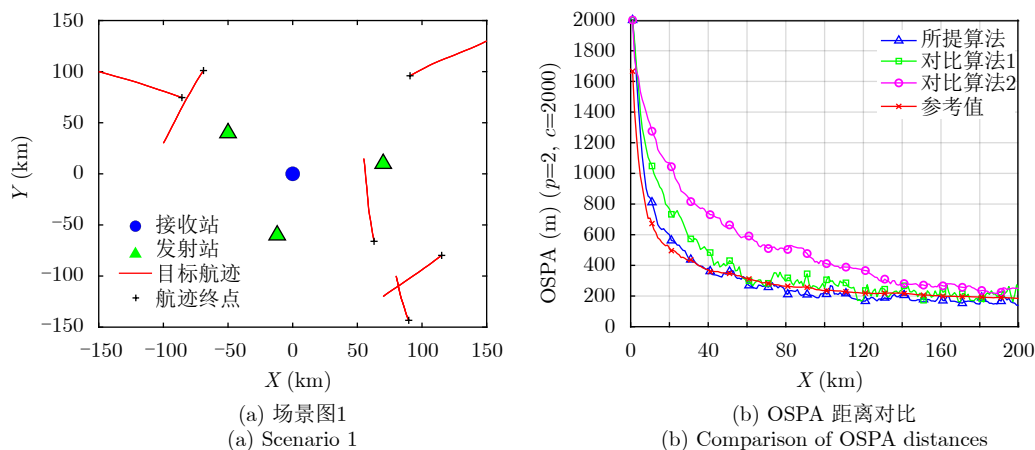 150
100
50
0
−50
−100
−150
Y (km)
接收站
发射站
目标航迹
航迹终点
−150 −100 −50 0 50 100 150
X (km)
(a) 场景图1
(a) Scenario 1
2000
1800
1600
1400
1200
1000
800
600
400
200
0
OSPA (m) (p=2, c=2000)
所提算法
对比算法1
对比算法2
参考值
0 40 80 120 160 200
X (km)
(b) OSPA 距离对比
(b) Comparison of OSPA distances